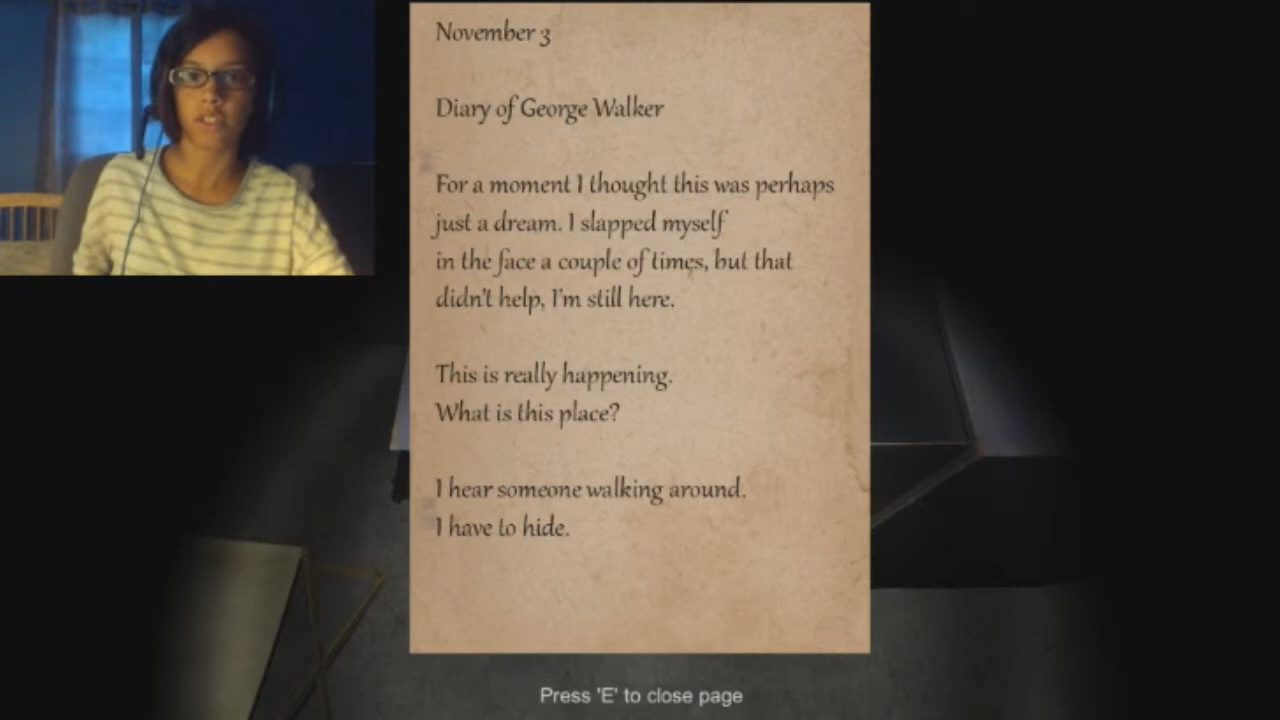 November 3
Diary of George Walker
For a moment I thought this was perhaps
just a dream. I slapped myself
in the face a couple of times, but that
didn't help, I'm still here.
This is really happening.
What is this place?
I hear someone walking around.
I have to hide.
Press 'E' to close page